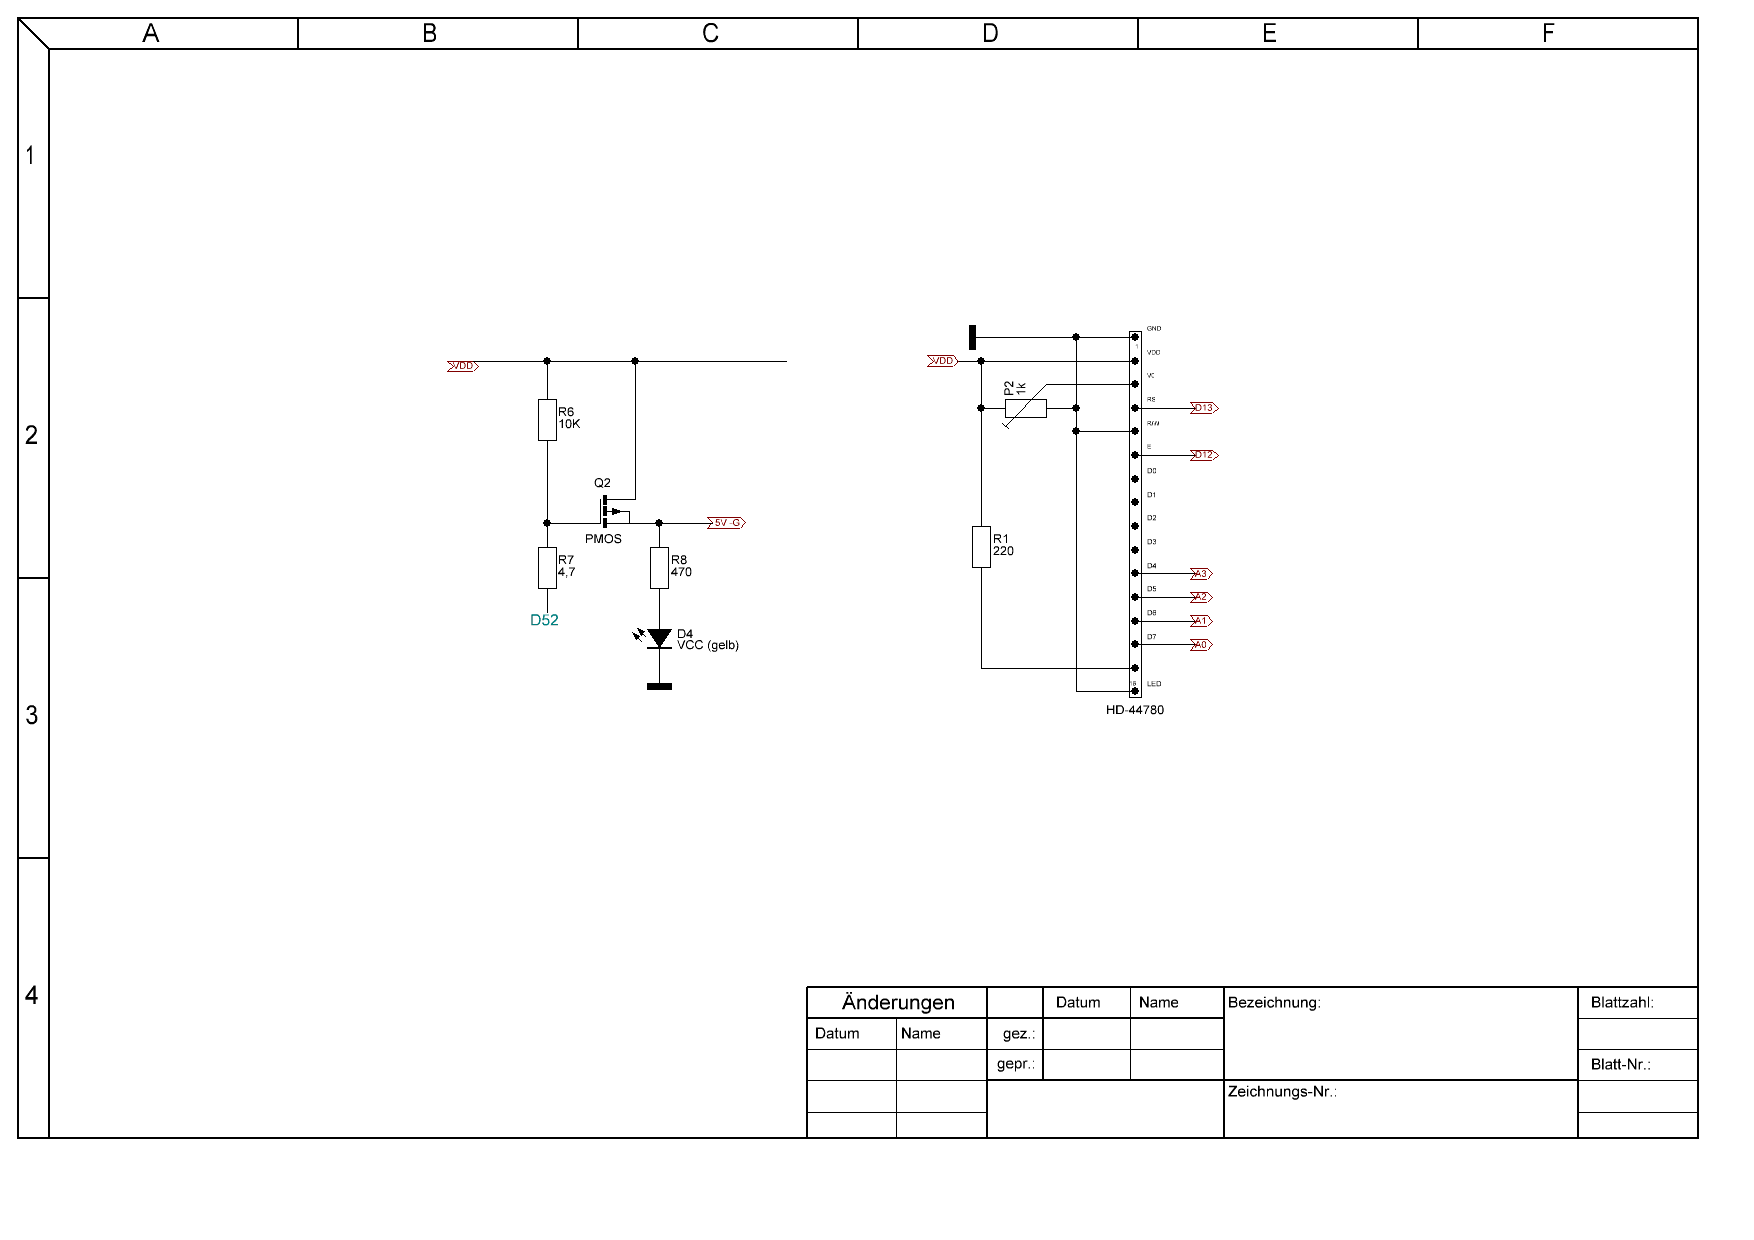 A B C D E F
1
2
3
4
VDD
R6
10K
Q2
PMOS
5V -G
R7
4,7
D52
R8
470
D4
VCC (gelb)
VDD
P2
1k
R1
220
GND
1
VDD
VC
RS
D13
R/W
E
D12
D0
D1
D2
D3
D4
A3
D5
A2
D6
A1
D7
A0
16
LED
HD-44780
Änderungen Datum Name Bezeichnung: Blattzahl:
Datum Name gez.:
gepr.: Blatt-Nr.:
Zeichnungs-Nr.: